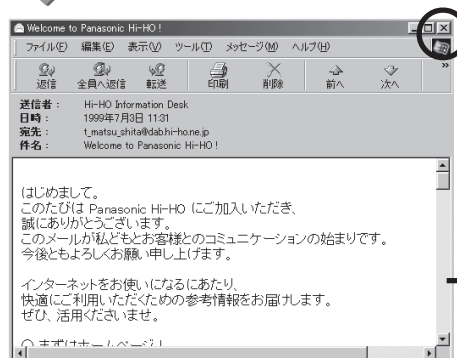 Welcome to Panasonic Hi-HO !
ファイル(F) 編集(E) 表示(V) ツール(T) メッセージ(M) ヘルプ(H)
返信 全員へ返信 転送 印刷 削除 前へ 次へ »
送信者： Hi-HO Information Desk
日時： 1999年7月3日 11:31
宛先： t_matsu_shita@dab.hi-ho.ne.jp
件名： Welcome to Panasonic Hi-HO !
はじめまして。
このたびは Panasonic Hi-HO にご加入いただき、
誠にありがとうございます。
このメールが私どもとお客様とのコミュニケーションの始まりです。
今後ともよろしくお願い申し上げます。
インターネットをお使いになるにあたり、
快適にご利用いただくための参考情報をお届けします。
ぜひ、活用くださいませ。
○ まずはホームページ！